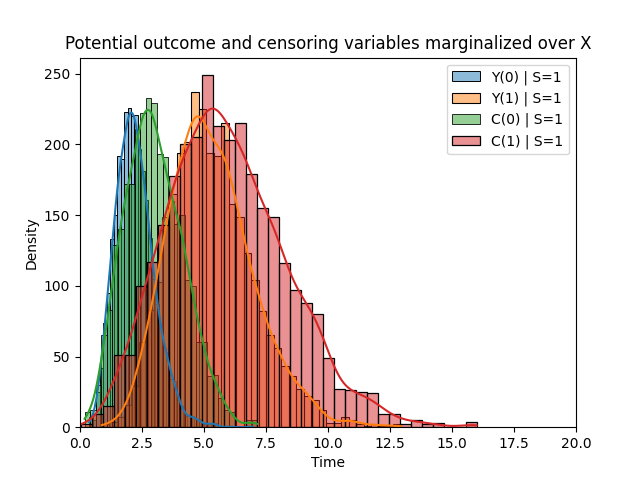 Potential outcome and censoring variables marginalized over X
Density
250
200
150
100
50
0
Y(0) | S=1
Y(1) | S=1
C(0) | S=1
C(1) | S=1
0.0 2.5 5.0 7.5 10.0 12.5 15.0 17.5 20.0
Time